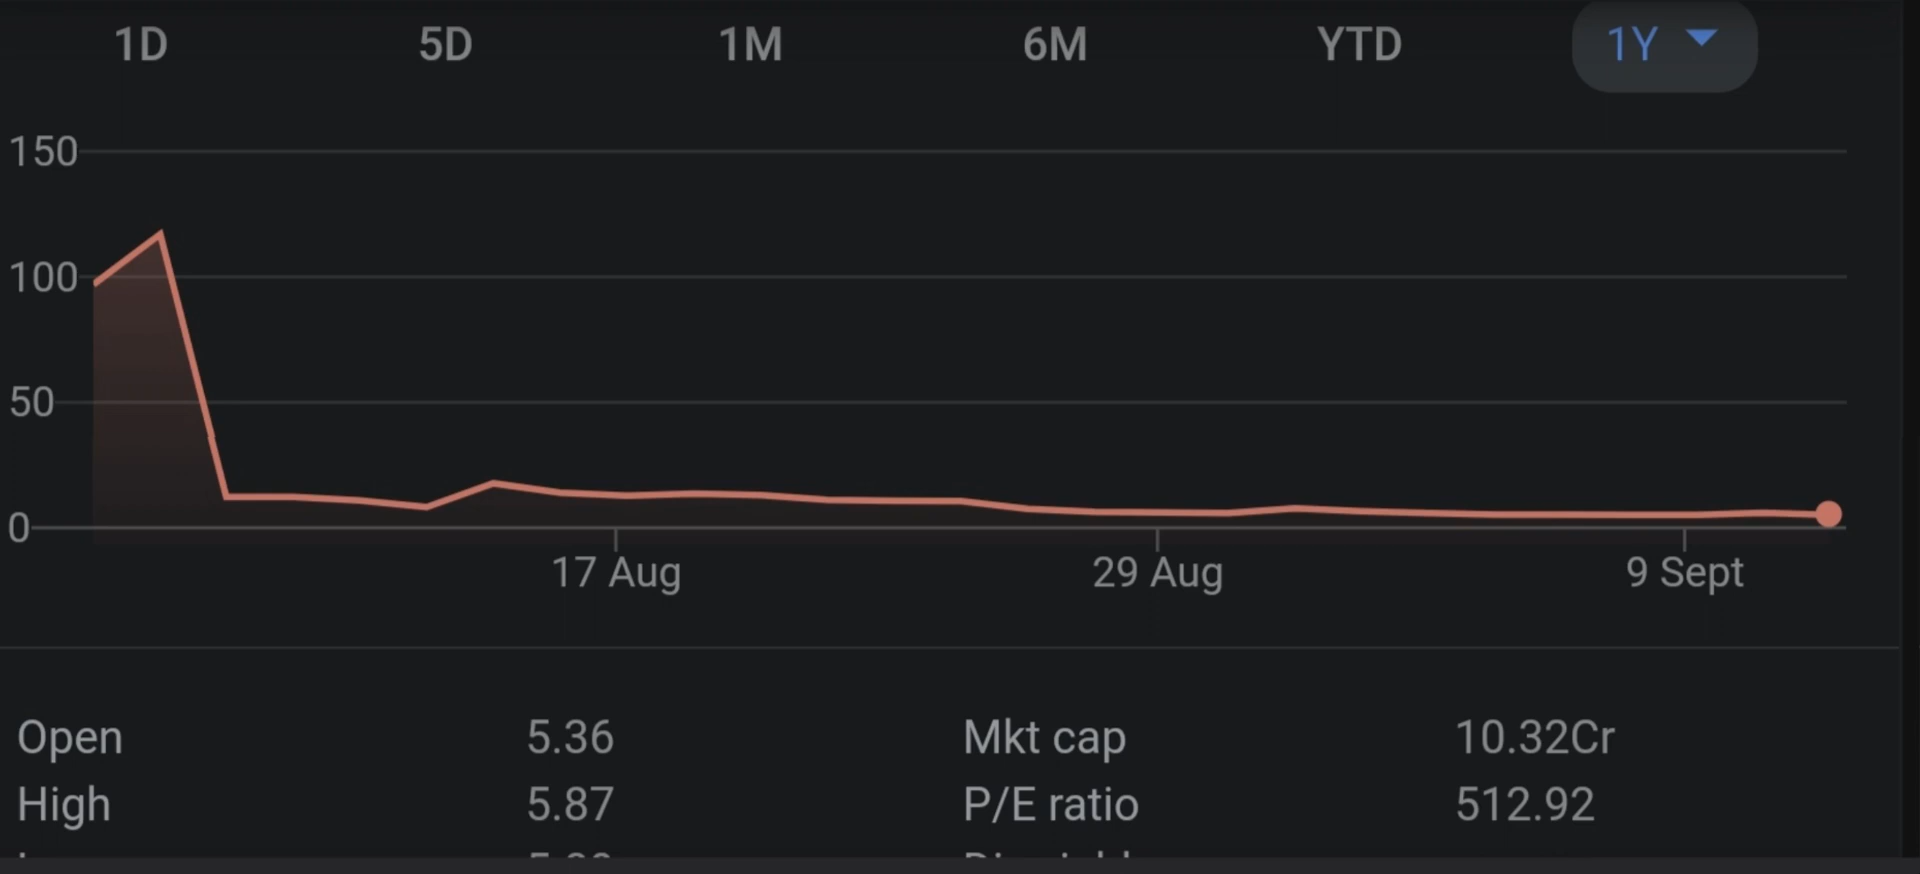 1D 5D 1M 6M YTD 1Y
150
100
50
0
17 Aug 29 Aug 9 Sept
Open 5.36 Mkt cap 10.32Cr
High 5.87 P/E ratio 512.92